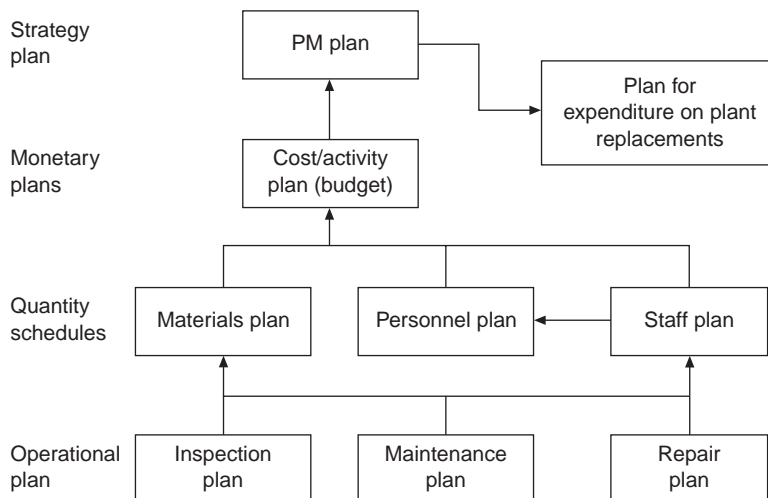 Strategy
plan
PM plan
Plan for
expenditure on plant
replacements
Monetary
plans
Cost/activity
plan (budget)
Quantity
schedules
Materials plan
Personnel plan
Staff plan
Operational
plan
Inspection
plan
Maintenance
plan
Repair
plan